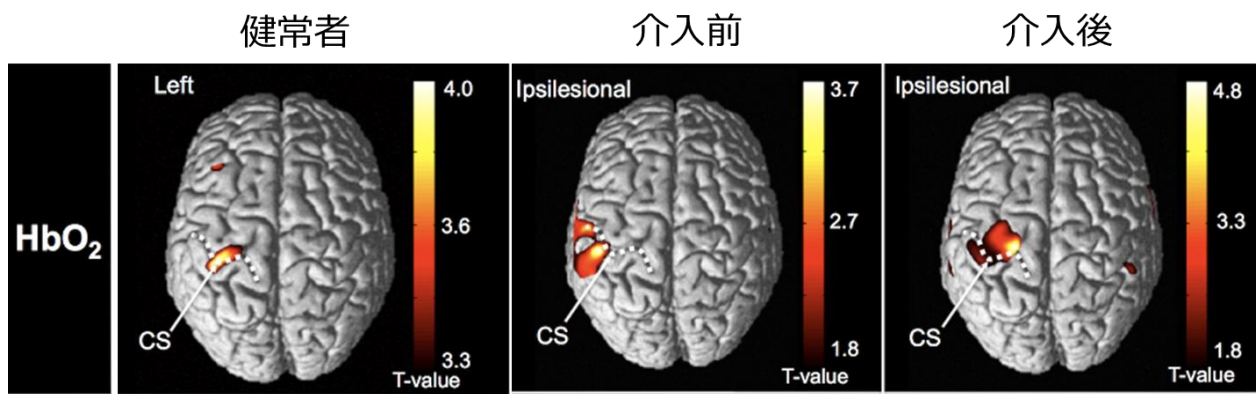 健常者
介入前
介入後
HbO₂
Left
4.0
3.6
3.3
T-value
CS
Ipsilesional
3.7
2.7
1.8
T-value
CS
Ipsilesional
4.8
3.3
1.8
T-value
CS